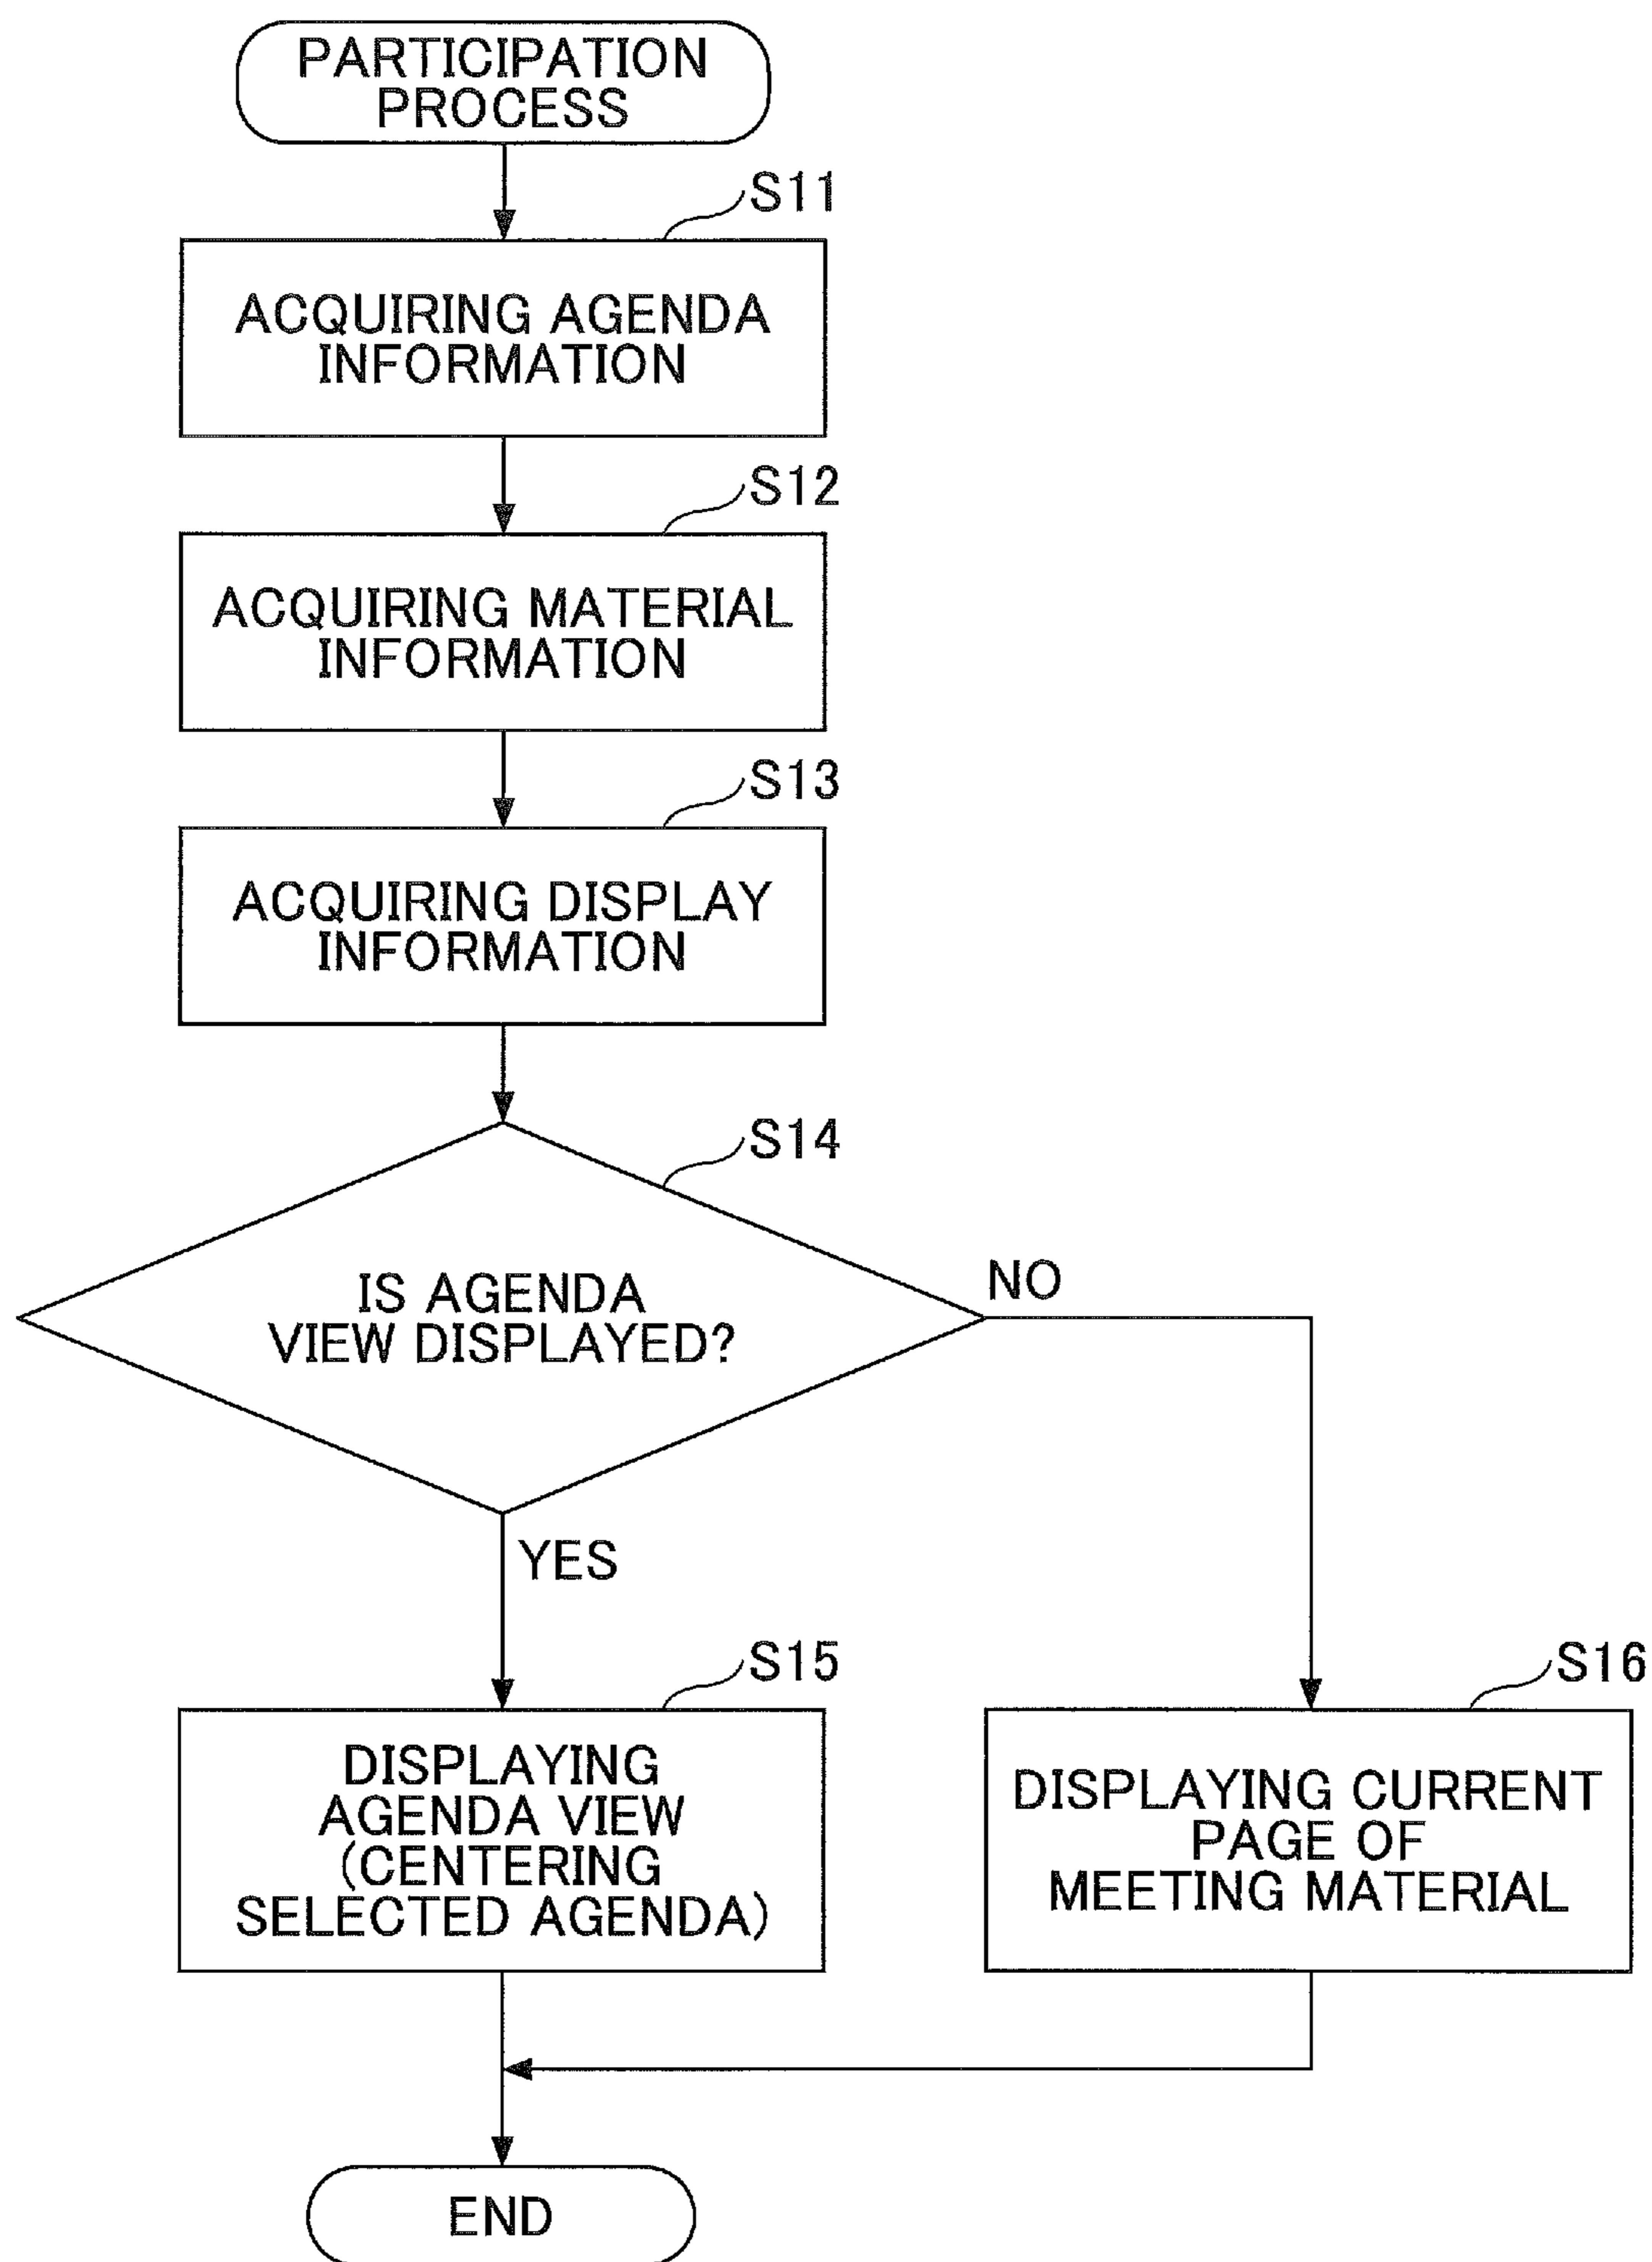 PARTICIPATION
PROCESS
S11
ACQUIRING AGENDA
INFORMATION
S12
ACQUIRING MATERIAL
INFORMATION
S13
ACQUIRING DISPLAY
INFORMATION
S14
IS AGENDA
VIEW DISPLAYED?
NO
YES
S15
DISPLAYING
AGENDA VIEW
(CENTERING
SELECTED AGENDA)
S16
DISPLAYING CURRENT
PAGE OF
MEETING MATERIAL
END